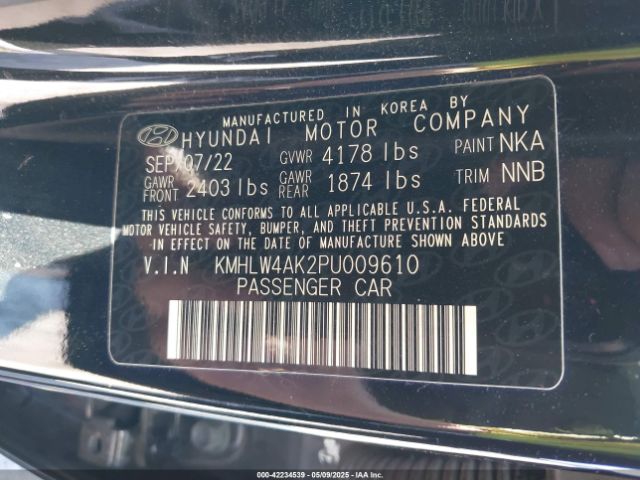 MANUFACTURED IN KOREA BY
HYUNDAI MOTOR COMPANY
SEP/07/22 GVWR 4178 lbs PAINT NKA
GAWR FRONT 2403 lbs GAWR REAR 1874 lbs TRIM NNB
THIS VEHICLE CONFORMS TO ALL APPLICABLE U.S.A. FEDERAL
MOTOR VEHICLE SAFETY, BUMPER, AND THEFT PREVENTION STANDARDS
IN EFFECT ON THE DATE OF MANUFACTURE SHOWN ABOVE
V.I.N KMHLW4AK2PU009610
PASSENGER CAR
000-42234539 | 05/09/2025 | COPYRIGHT © IAA, LLC.